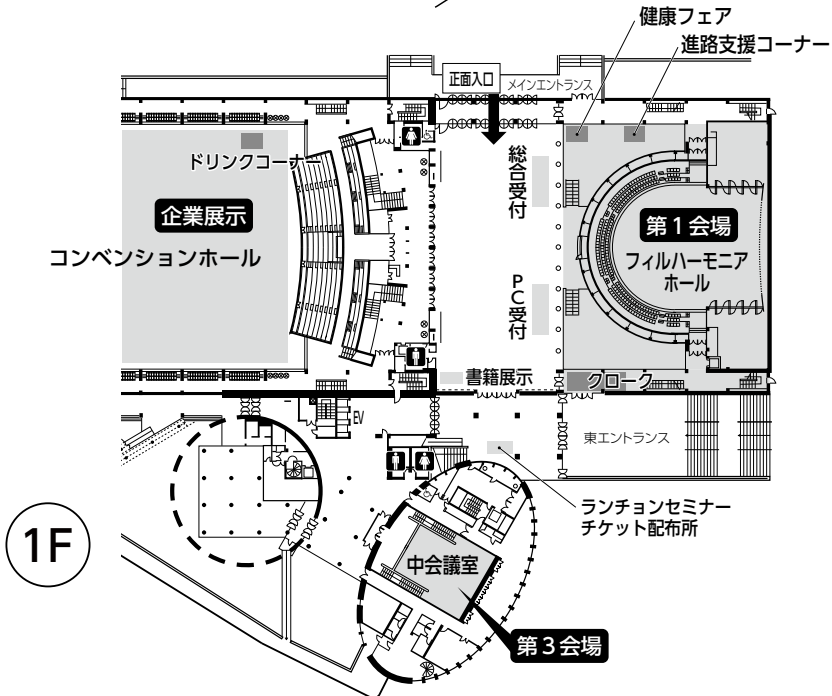 健康フェア
進路支援コーナー
正面入口
メインエントランス
ドリンクコーナー
総合受付
企業展示
第1会場
コンベンションホール
フィルハーモニア
ホール
PC受付
書籍展示
クローク
EV
東エントランス
ランチョンセミナー
チケット配布所
1F
中会議室
第3会場